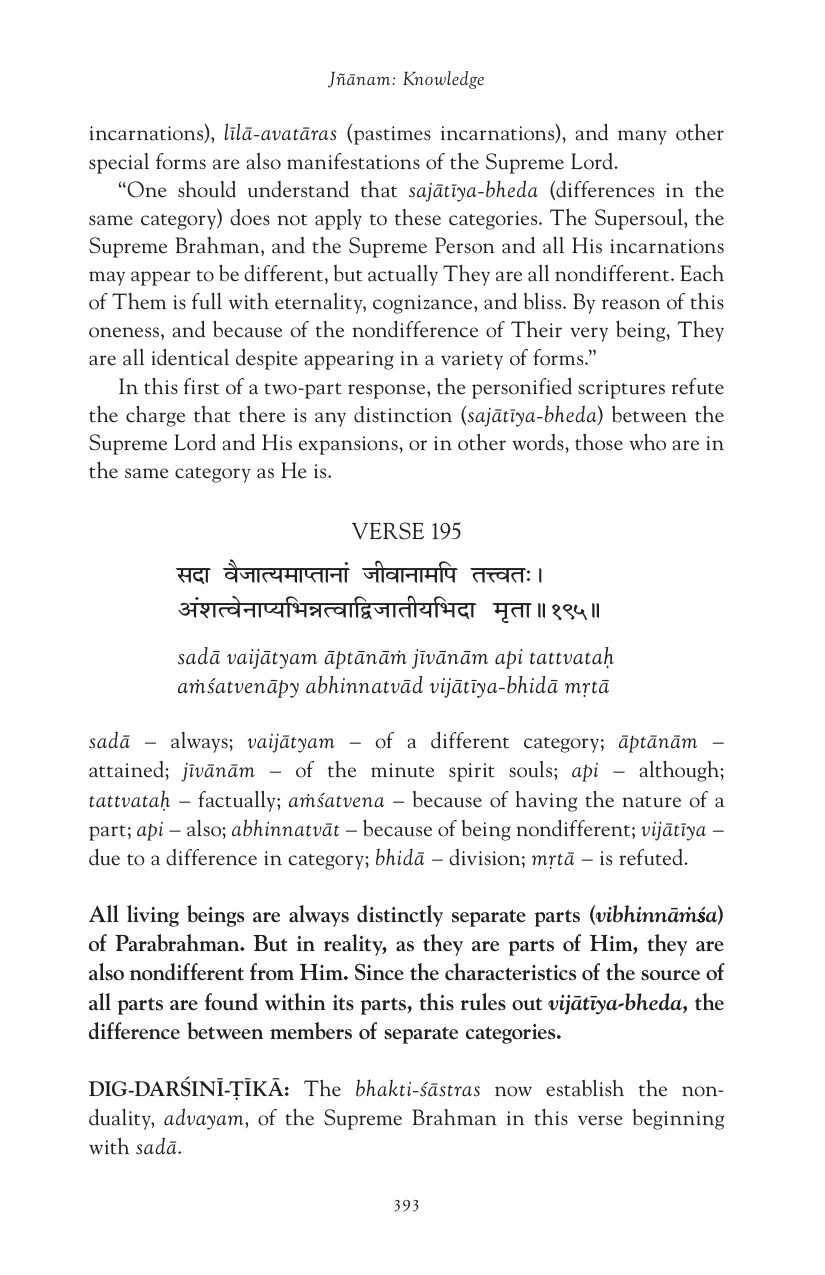 Jñānam: Knowledge
incarnations), līlā-avatāras (pastimes incarnations), and many other
special forms are also manifestations of the Supreme Lord.
“One should understand that sajātīya-bheda (differences in the
same category) does not apply to these categories. The Supersoul, the
Supreme Brahman, and the Supreme Person and all His incarnations
may appear to be different, but actually They are all nondifferent. Each
of Them is full with eternality, cognizance, and bliss. By reason of this
oneness, and because of the nondifference of Their very being, They
are all identical despite appearing in a variety of forms.”
In this first of a two-part response, the personified scriptures refute
the charge that there is any distinction (sajātīya-bheda) between the
Supreme Lord and His expansions, or in other words, those who are in
the same category as He is.
VERSE 195
सदा वैजात्यमाप्तानां जीवानामपि तत्त्वतः।
अंशत्वेनाप्यभिन्नत्वाद्विजातीयभिदा मृता॥१९५॥
sadā vaijātyam āptānāṁ jīvānām api tattvataḥ
aṁśatvenāpy abhinnatvād vijātīya-bhidā mṛtā
sadā – always; vaijātyam – of a different category; āptānām –
attained; jīvānām – of the minute spirit souls; api – although;
tattvataḥ – factually; aṁśatvena – because of having the nature of a
part; api – also; abhinnatvāt – because of being nondifferent; vijātīya –
due to a difference in category; bhidā – division; mṛtā – is refuted.
All living beings are always distinctly separate parts (vibhinnāṁśa)
of Parabrahman. But in reality, as they are parts of Him, they are
also nondifferent from Him. Since the characteristics of the source of
all parts are found within its parts, this rules out vijātīya-bheda, the
difference between members of separate categories.
DIG-DARŚINĪ-ṬĪKĀ: The bhakti-śāstras now establish the non-
duality, advayam, of the Supreme Brahman in this verse beginning
with sadā.
393